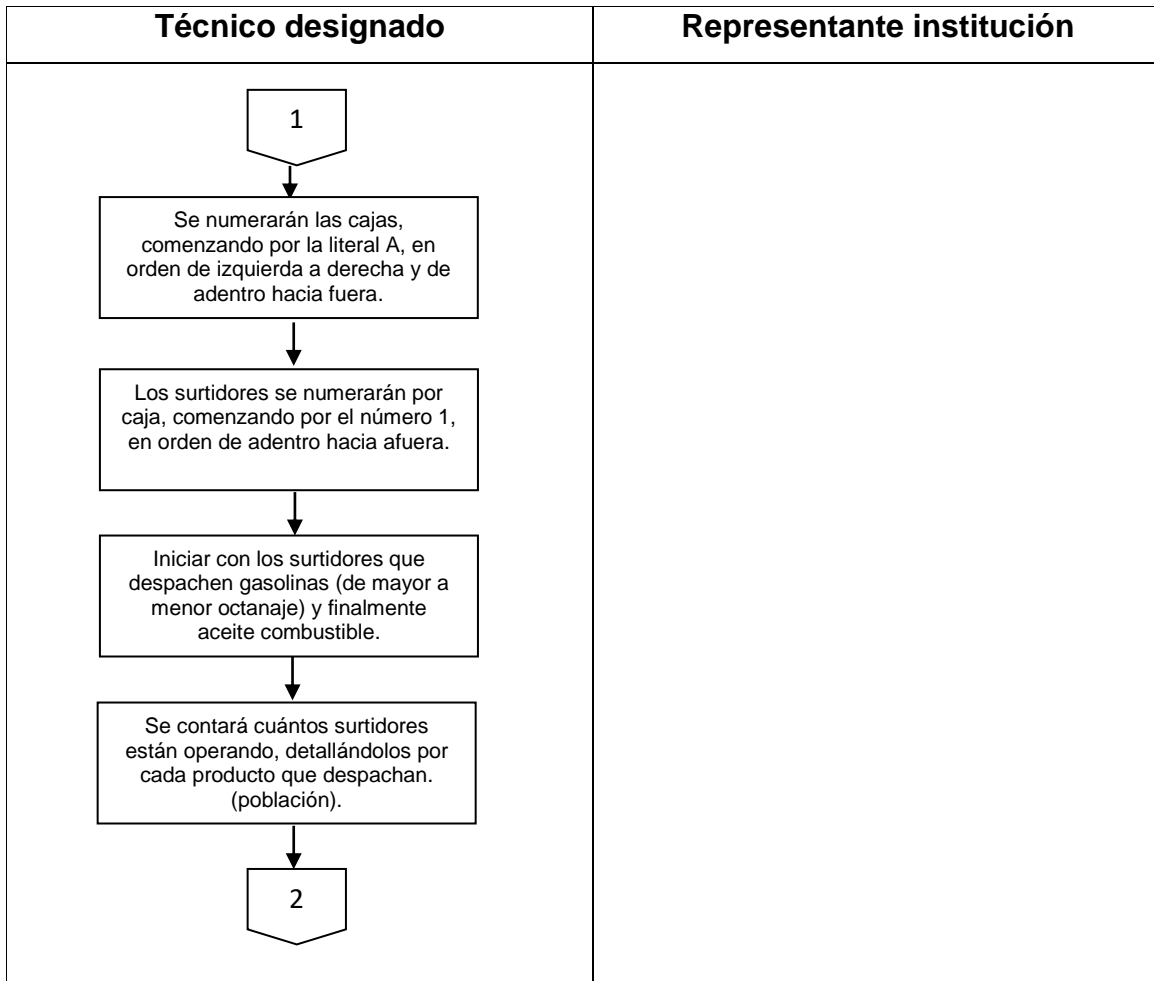 Técnico designado
Representante institución
1
Se numerarán las cajas,
comenzando por la literal A, en
orden de izquierda a derecha y de
adentro hacia fuera.
Los surtidores se numerarán por
caja, comenzando por el número 1,
en orden de adentro hacia afuera.
Iniciar con los surtidores que
despachen gasolinas (de mayor a
menor octanaje) y finalmente
aceite combustible.
Se contará cuántos surtidores
están operando, detallándolos por
cada producto que despachan.
(población).
2